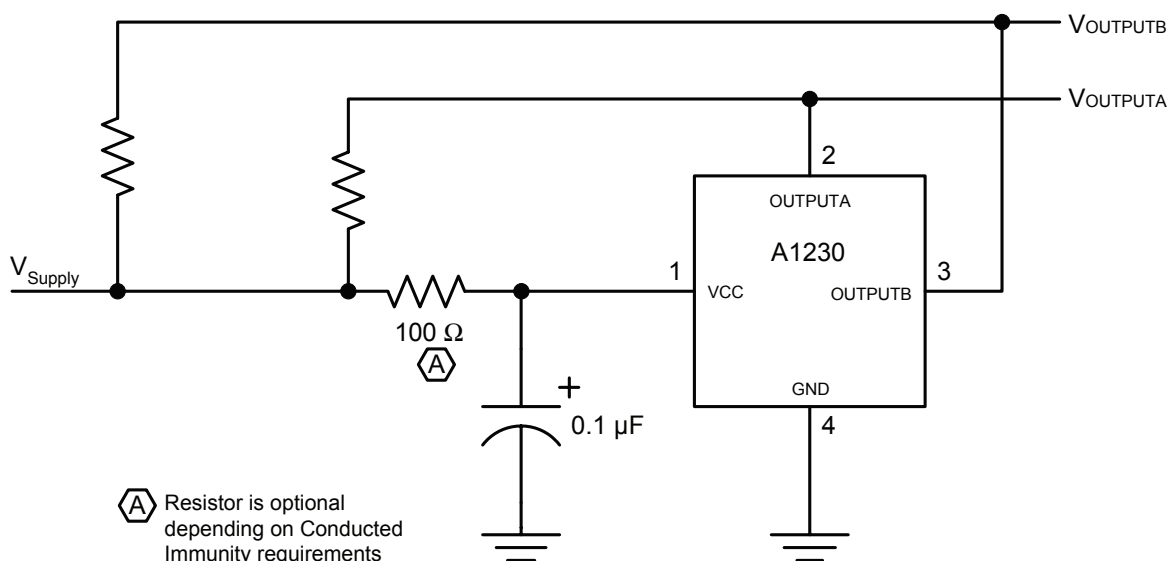 VOUTPUTB
VOUTPUTA
2
OUTPUTA
A1230
VSupply
1
3
VCC
OUTPUTB
100 Ω
A
+
0.1 µF
GND
4
A Resistor is optional
depending on Conducted
Immunity requirements